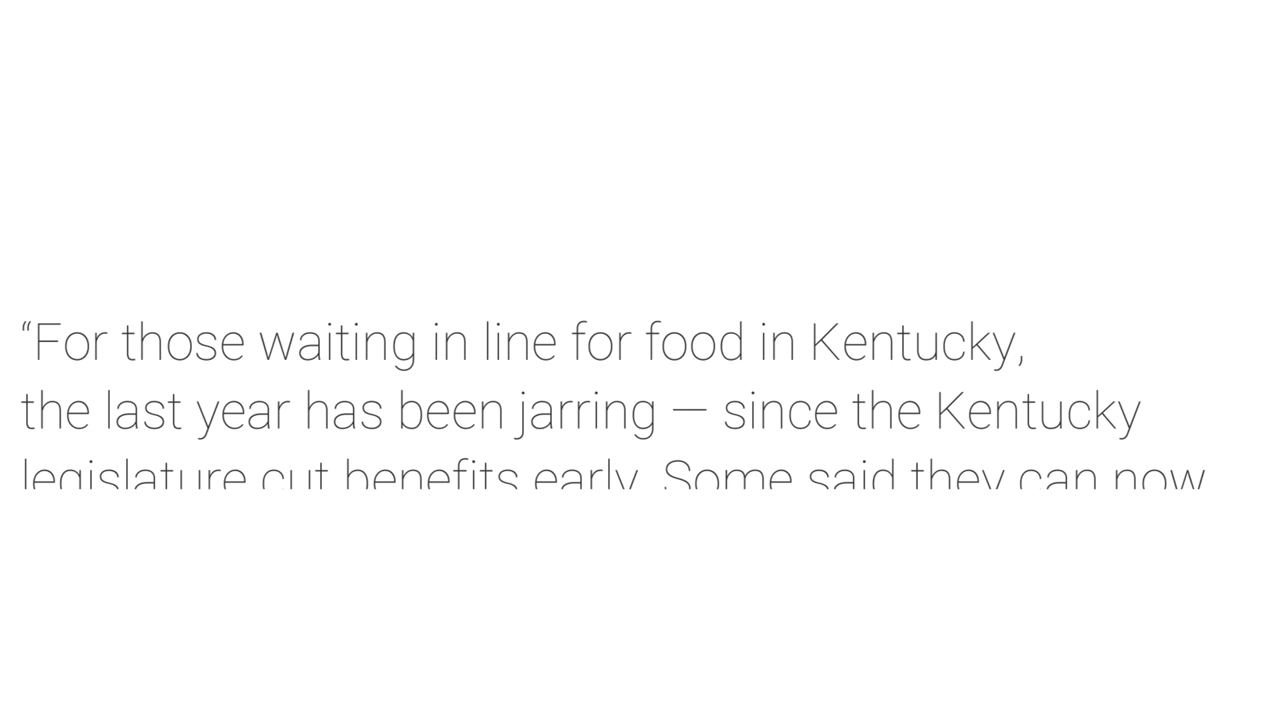 “For those waiting in line for food in Kentucky,
the last year has been jarring — since the Kentucky
legislature cut benefits early. Some said they can now